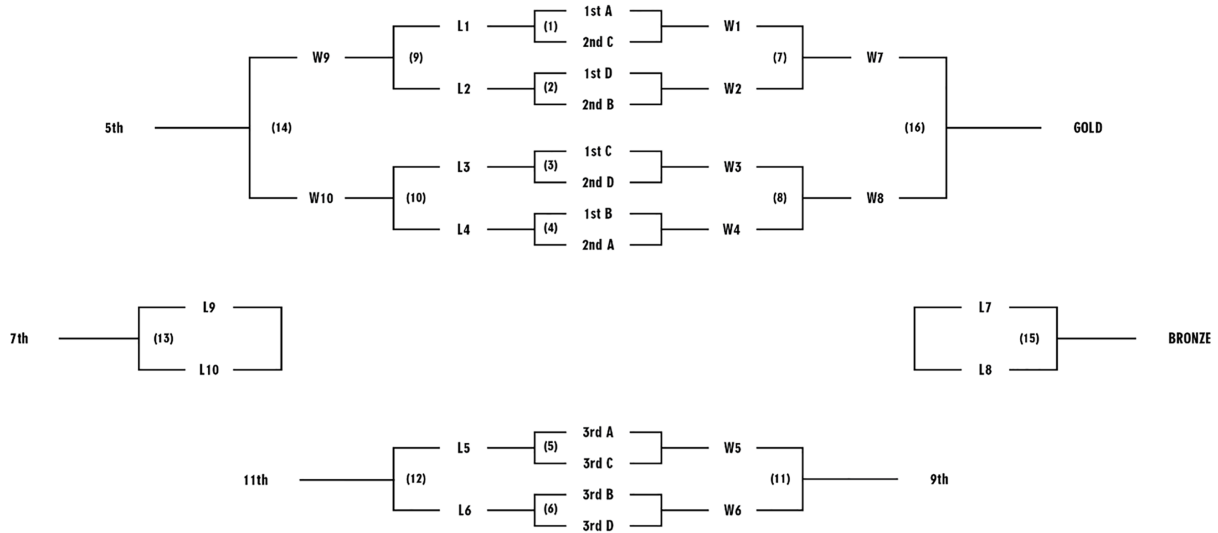 1st A
L1 (1) W1
2nd C
W9 (9) (7) W7
1st D
L2 (2) W2
2nd B
5th (14) (16) GOLD
1st C
L3 (3) W3
2nd D
W10 (10) (8) W8
1st B
L4 (4) W4
2nd A
L9 L7
7th (13) (15) BRONZE
L10 L8
3rd A
L5 (5) W5
3rd C
11th (12) (11) 9th
3rd B
L6 (6) W6
3rd D